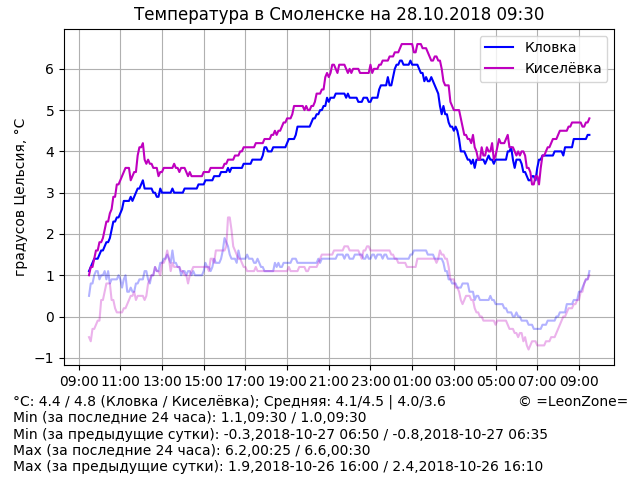 Температура в Смоленске на 28.10.2018 09:30
Кловка
Киселёвка
градусов Цельсия, °C
6
5
4
3
2
1
0
−1
09:00 11:00 13:00 15:00 17:00 19:00 21:00 23:00 01:00 03:00 05:00 07:00 09:00
°C: 4.4 / 4.8 (Кловка / Киселёвка); Средняя: 4.1/4.5 | 4.0/3.6 © =LeonZone=
Min (за последние 24 часа): 1.1,09:30 / 1.0,09:30
Min (за предыдущие сутки): -0.3,2018-10-27 06:50 / -0.8,2018-10-27 06:35
Max (за последние 24 часа): 6.2,00:25 / 6.6,00:30
Max (за предыдущие сутки): 1.9,2018-10-26 16:00 / 2.4,2018-10-26 16:10